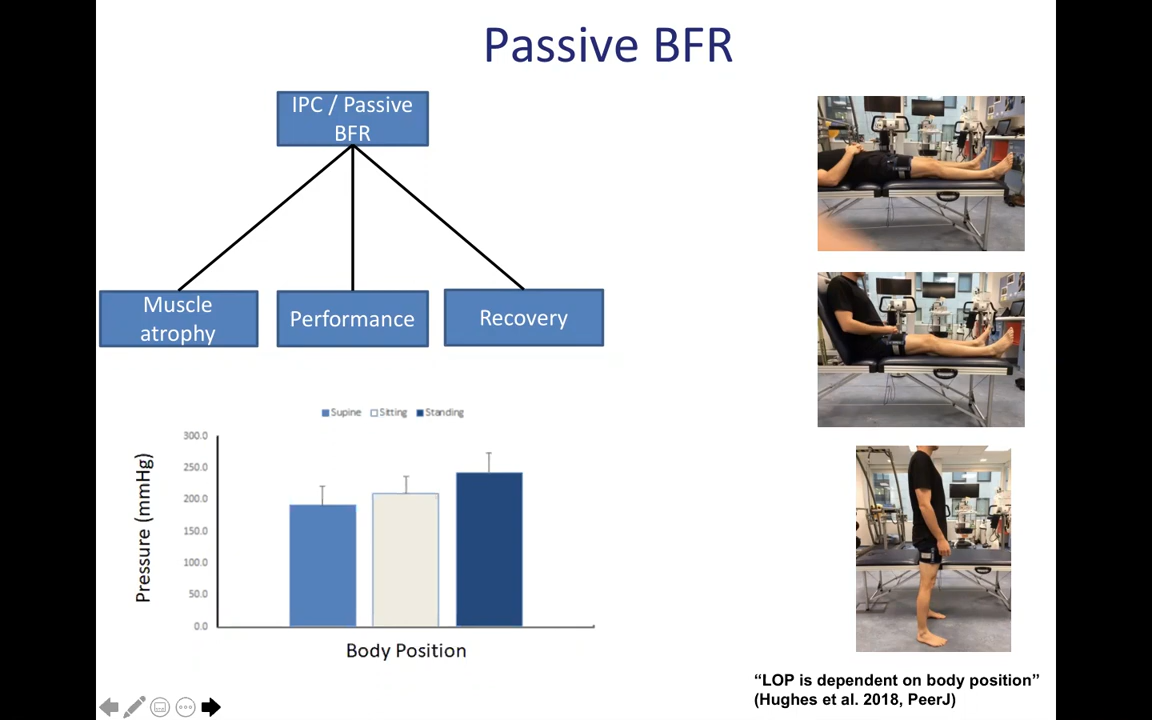 Passive BFR
IPC / Passive
BFR
Muscle
atrophy
Performance
Recovery
Supine
Sitting
Standing
300.0
250.0
200.0
150.0
100.0
50.0
0.0
Pressure (mmHg)
Body Position
“LOP is dependent on body position”
(Hughes et al. 2018, PeerJ)